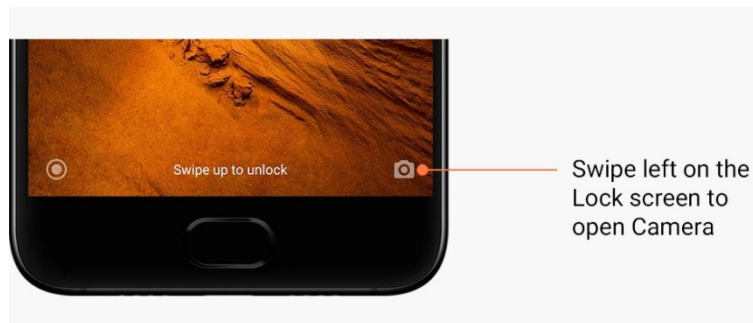 Swipe up to unlock
Swipe left on the
Lock screen to
open Camera